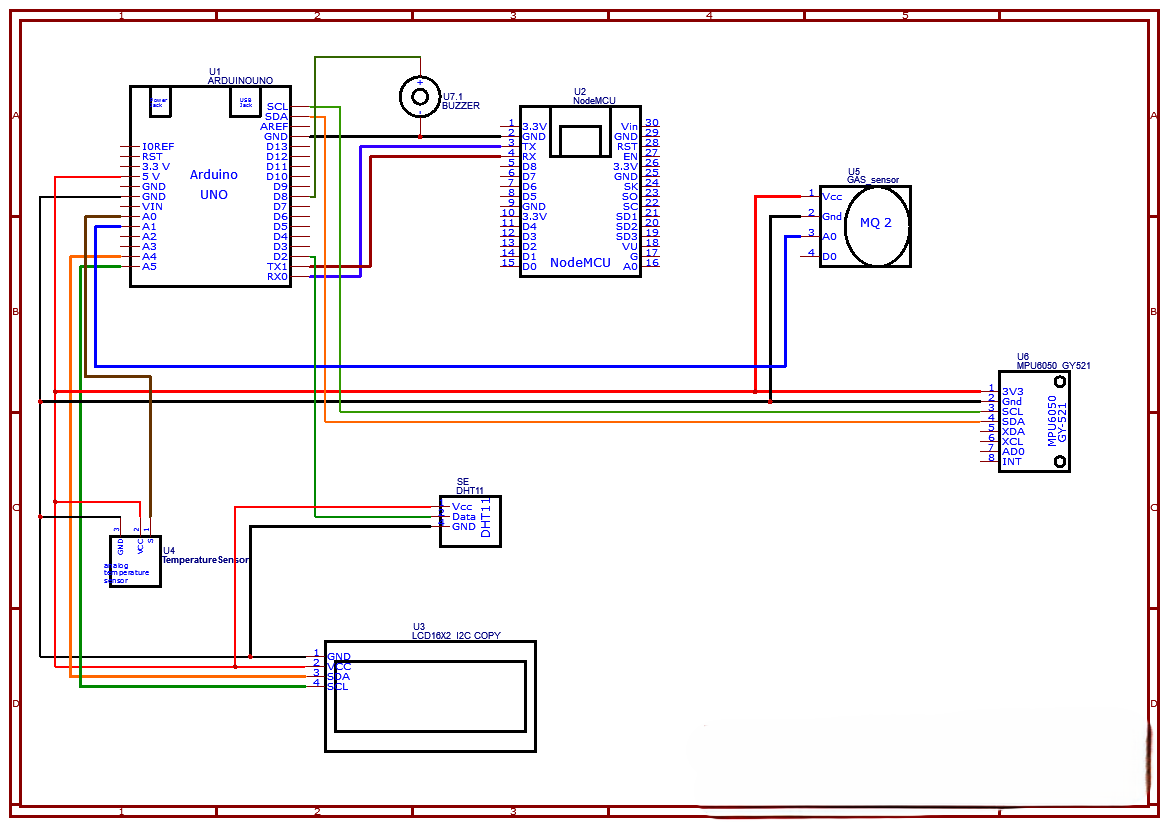 1 2 3 4 5
A
B
C
D
A
B
C
D
1 2 3
U1
ARDUINOUNO
Power
jack
USB
Jack
Arduino
UNO
IOREF
RST
3.3 V
5 V
GND
GND
VIN
A0
A1
A2
A3
A4
A5
SCL
SDA
AREF
GND
D13
D12
D11
D10
D9
D8
D7
D6
D5
D4
D3
D2
TX1
RX0
+
-
U7.1
BUZZER
U2
NodeMCU
1 3.3V
2 GND
3 TX
4 RX
5 D8
6 D7
7 D6
8 D5
9 GND
10 3.3V
11 D4
12 D3
13 D2
14 D1
15 D0
Vin 30
GND 29
RST 28
EN 27
3.3V 26
GND 25
SK 24
SO 23
SC 22
SD1 21
SD2 20
SD3 19
VU 18
G 17
A0 16
NodeMCU
U5
GAS_sensor
1 Vcc
2 Gnd
3 A0
4 D0
MQ 2
U6
MPU6050 GY521
1 3V3
2 Gnd
3 SCL
4 SDA
5 XDA
6 XCL
7 AD0
8 INT
MPU6050
GY-521
SE
DHT11
Vcc
Data
GND
DHT11
3 2 1
GND VCC S
U4
TemperatureSensor
analog
temperature
sensor
U3
LCD16X2 I2C COPY
1 GND
2 VCC
3 SDA
4 SCL